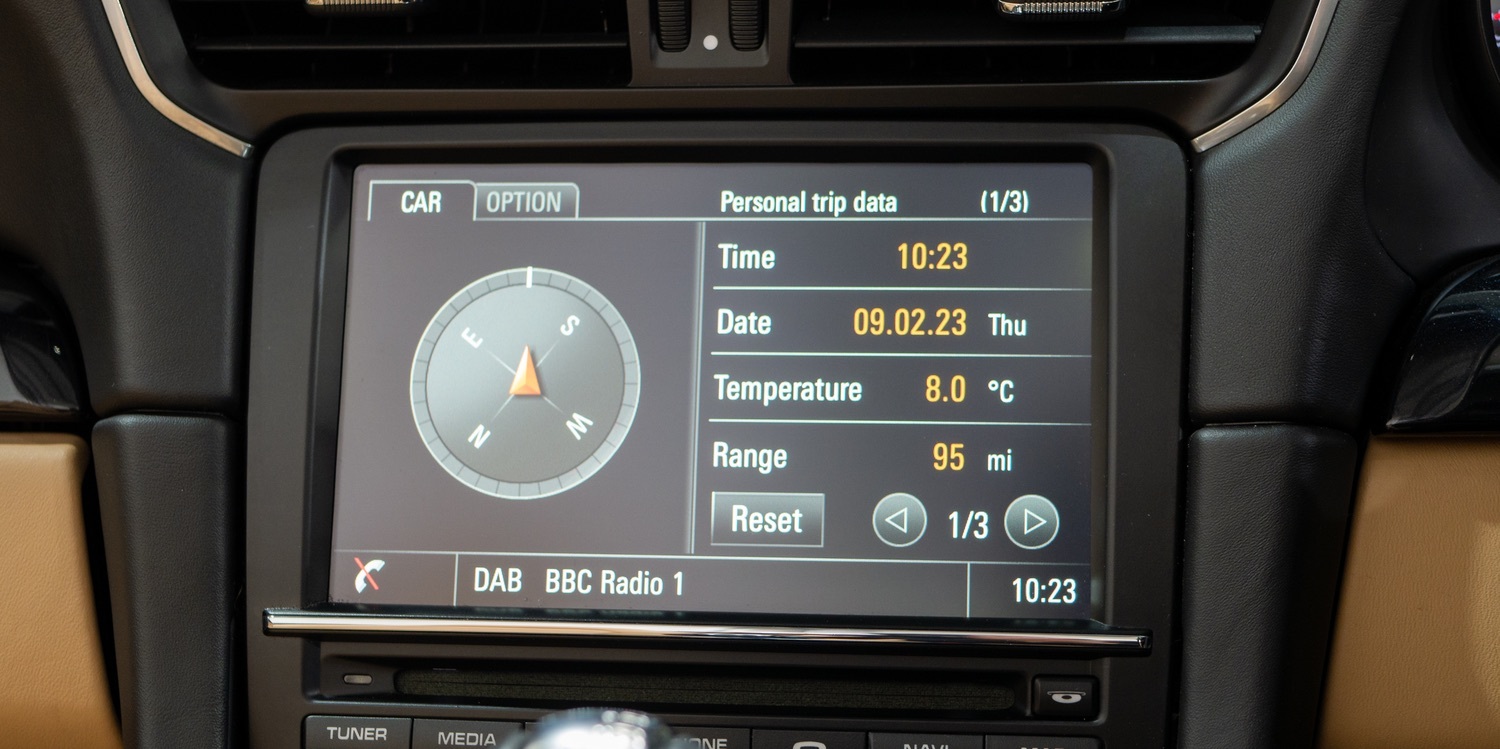 CAR OPTION Personal trip data (1/3)
Time 10:23
Date 09.02.23 Thu
Temperature 8.0 °C
Range 95 mi
E S
N W
Reset 1/3
DAB BBC Radio 1 10:23
TUNER MEDIA